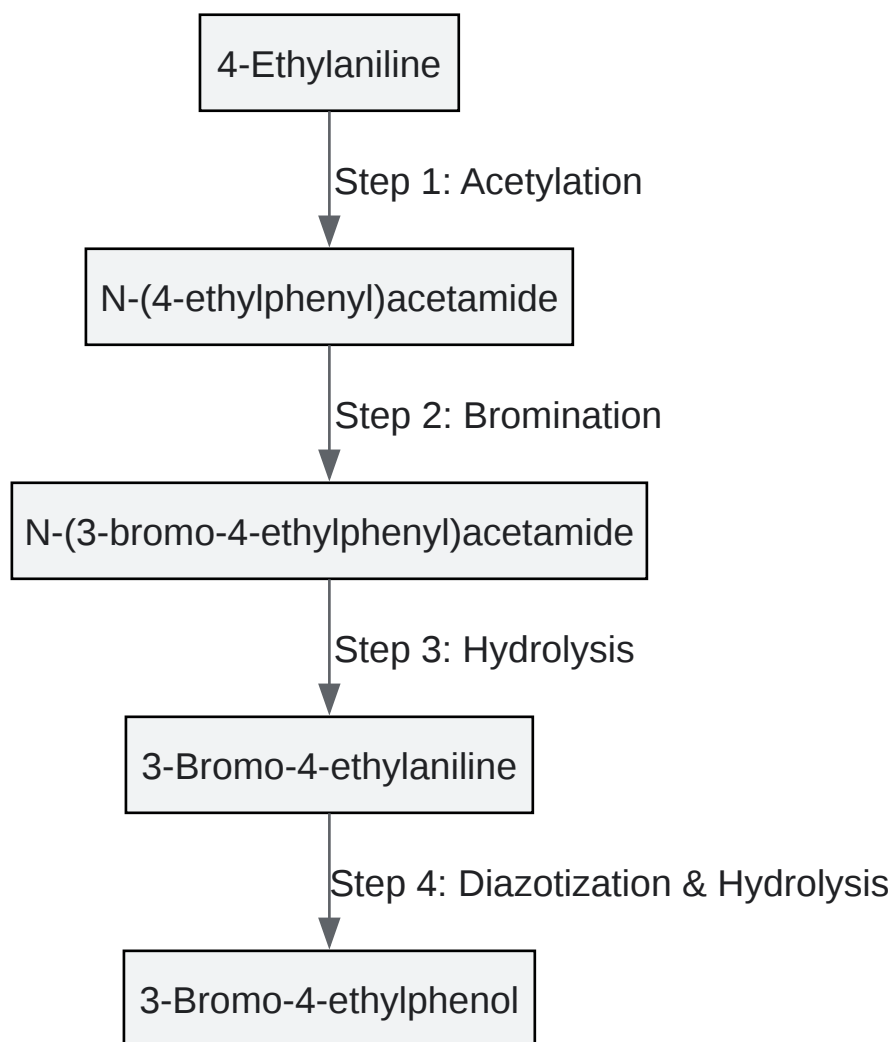 4-Ethylaniline
Step 1: Acetylation
N-(4-ethylphenyl)acetamide
Step 2: Bromination
N-(3-bromo-4-ethylphenyl)acetamide
Step 3: Hydrolysis
3-Bromo-4-ethylaniline
Step 4: Diazotization & Hydrolysis
3-Bromo-4-ethylphenol